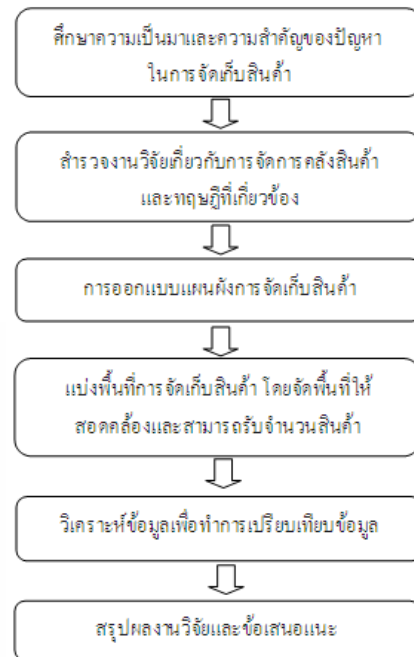 ศึกษาความเป็นมาและความสำคัญของปัญหา
ในการจัดเก็บสินค้า
สำรวจงานวิจัยเกี่ยวกับการจัดการคลังสินค้า
และทฤษฎีที่เกี่ยวข้อง
การออกแบบแผนผังการจัดเก็บสินค้า
แบ่งพื้นที่การจัดเก็บสินค้า โดยจัดพื้นที่ให้
สอดคล้องและสามารถรับจำนวนสินค้า
วิเคราะห์ข้อมูลเพื่อทำการเปรียบเทียบข้อมูล
สรุปผลงานวิจัยและข้อเสนอแนะ